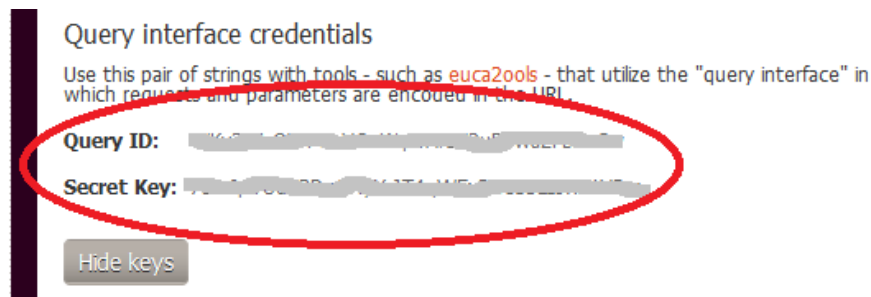 Query interface credentials
Use this pair of strings with tools - such as euca2ools - that utilize the "query interface" in
which requests and parameters are encoded in the URL.
Query ID:
Secret Key:
Hide keys